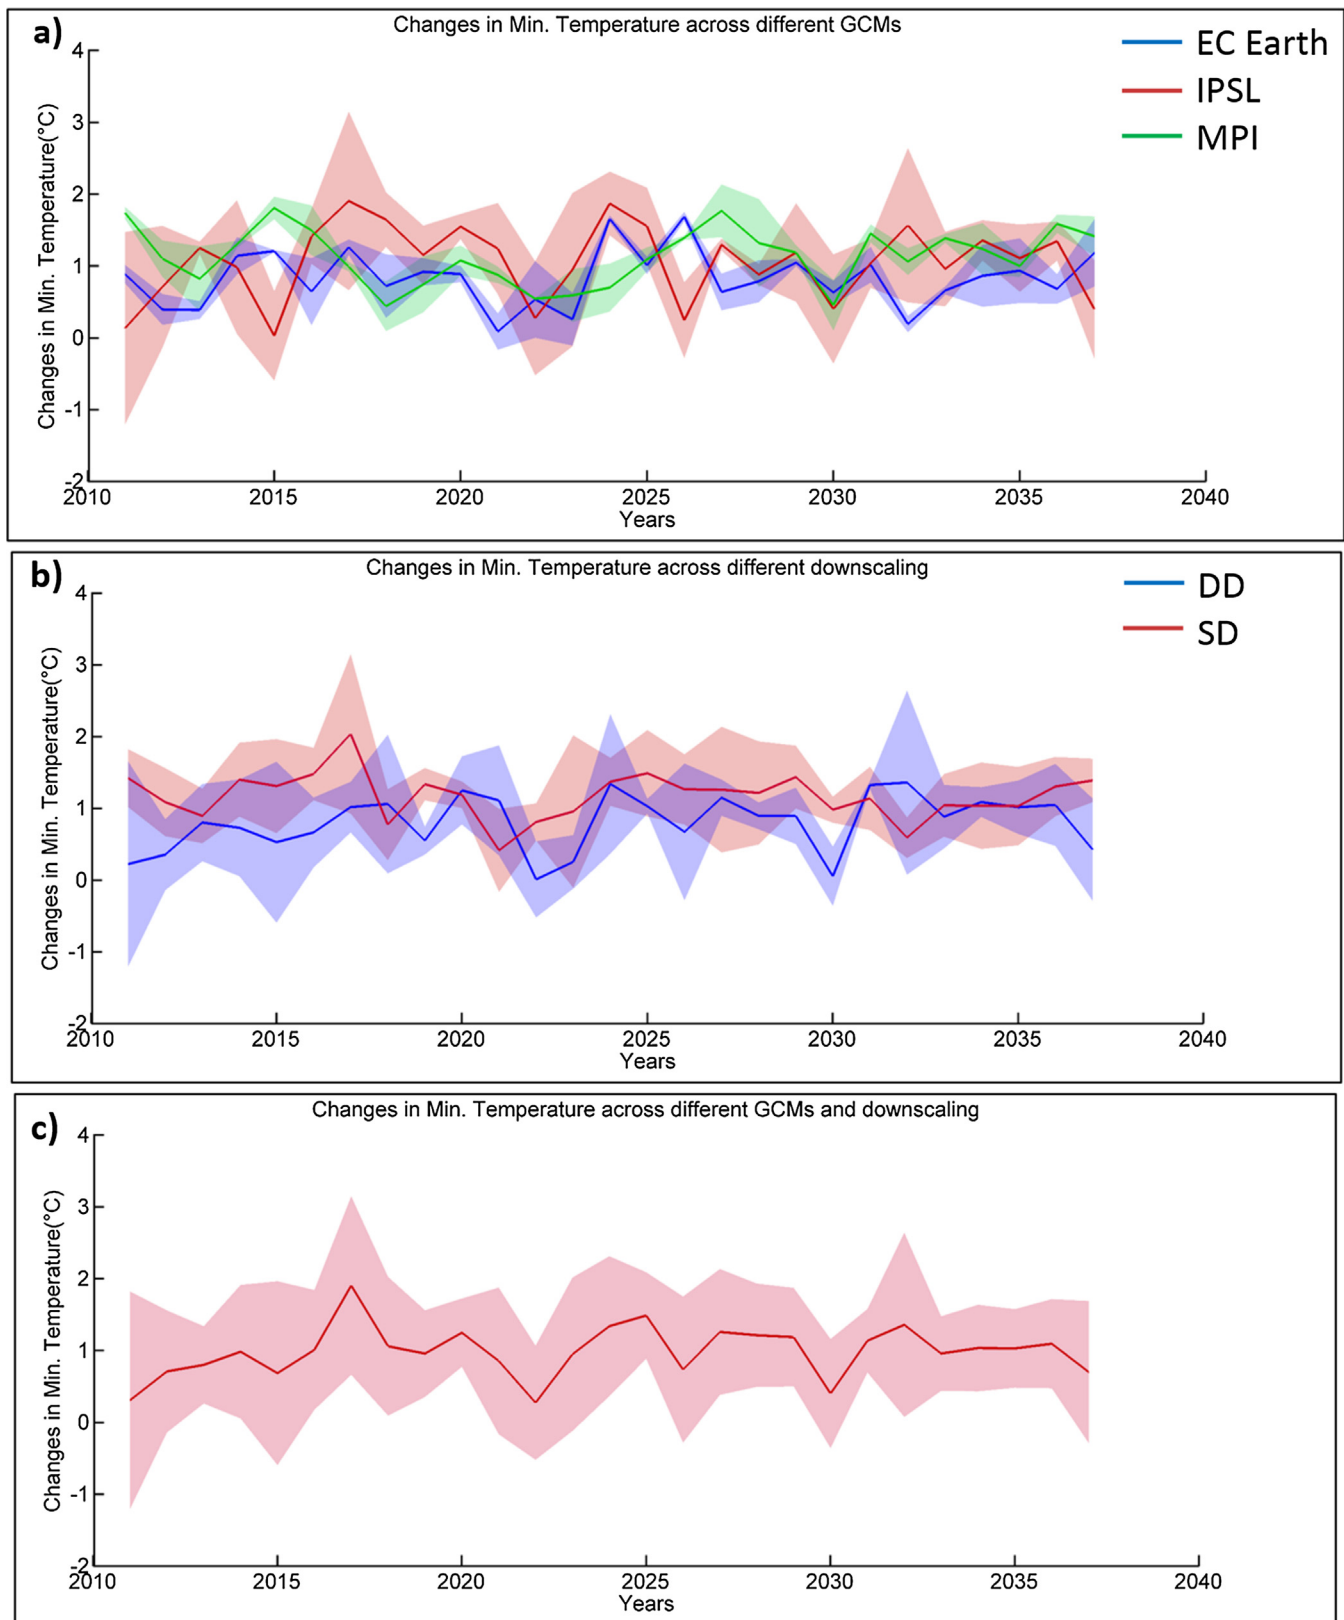 a)
Changes in Min. Temperature across different GCMs
EC Earth
IPSL
MPI
Changes in Min. Temperature(°C)
4
3
2
1
0
-1
-2
2010 2015 2020 2025 2030 2035 2040
Years
b)
Changes in Min. Temperature across different downscaling
DD
SD
Changes in Min. Temperature(°C)
4
3
2
1
0
-1
-2
2010 2015 2020 2025 2030 2035 2040
Years
c)
Changes in Min. Temperature across different GCMs and downscaling
Changes in Min. Temperature(°C)
4
3
2
1
0
-1
-2
2010 2015 2020 2025 2030 2035 2040
Years